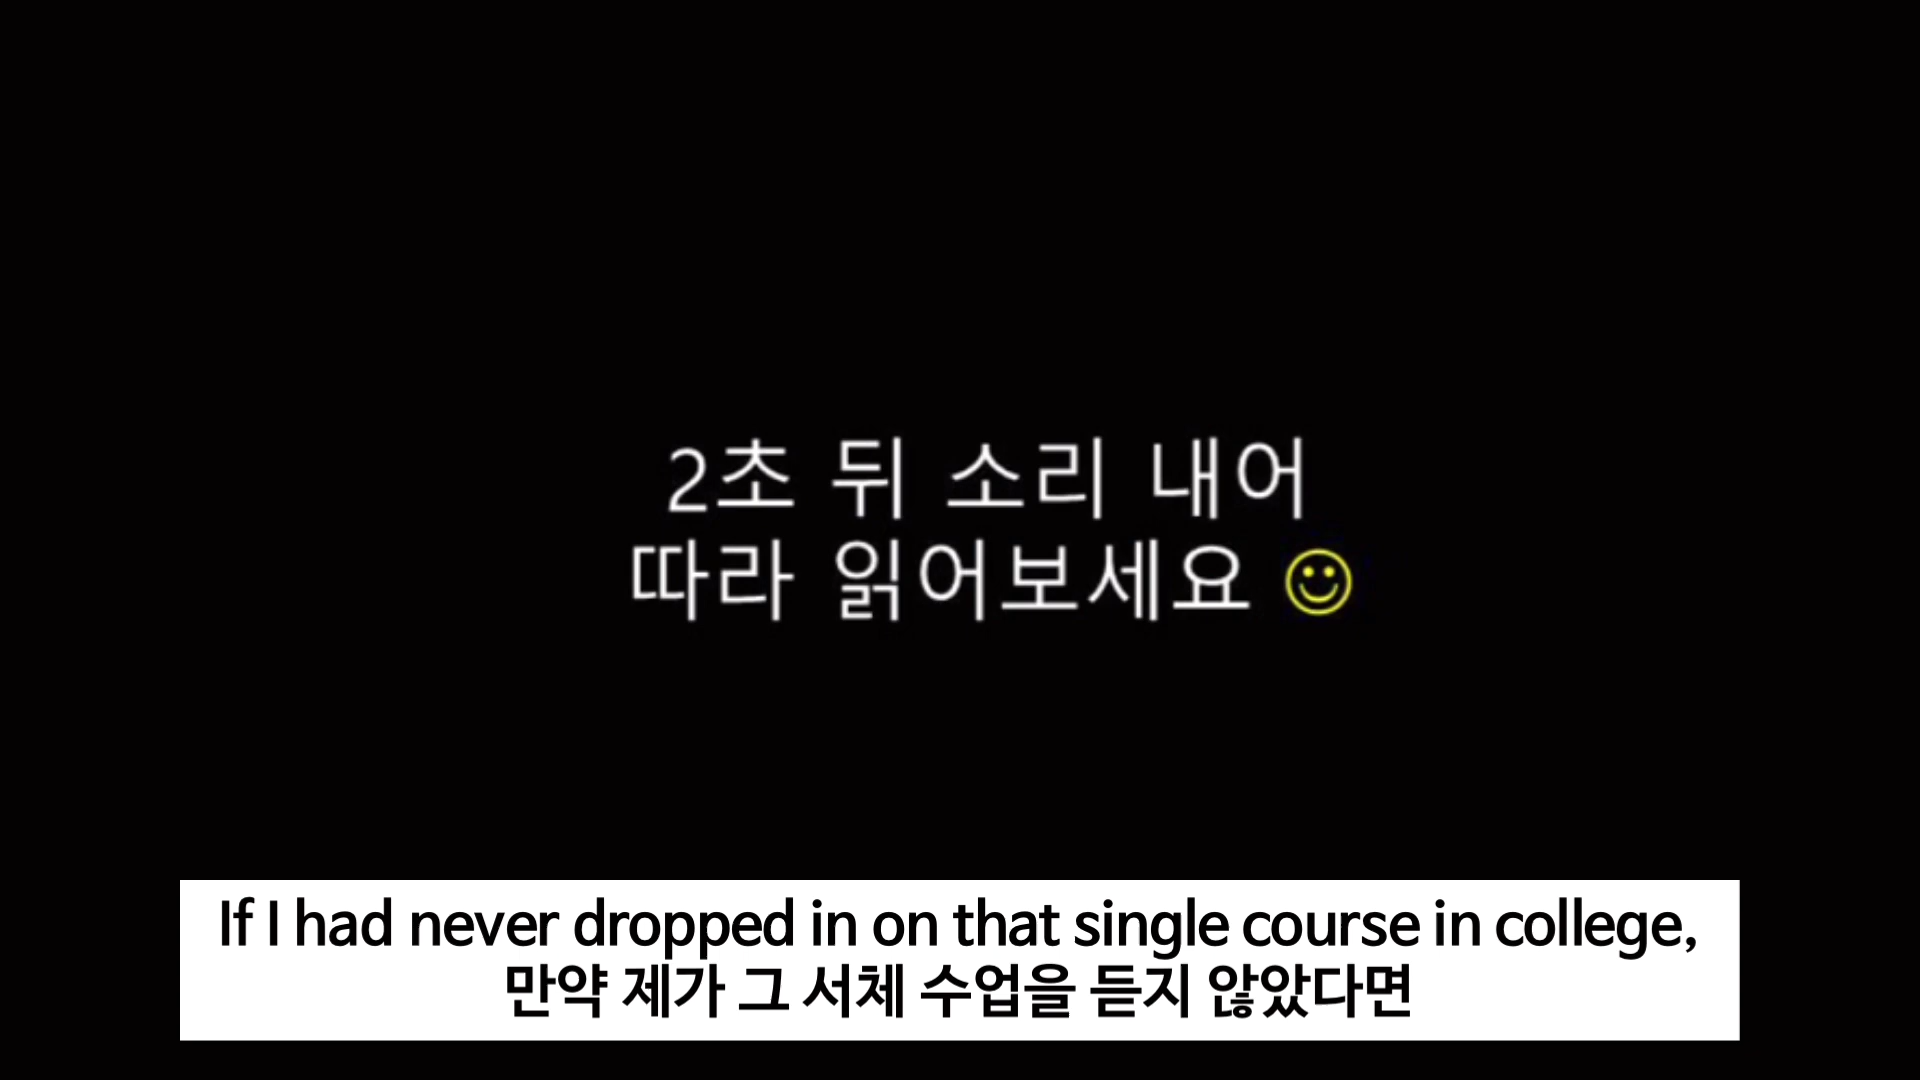 2초 뒤 소리 내어
따라 읽어보세요 ☺
If I had never dropped in on that single course in college,
만약 제가 그 서체 수업을 듣지 않았다면